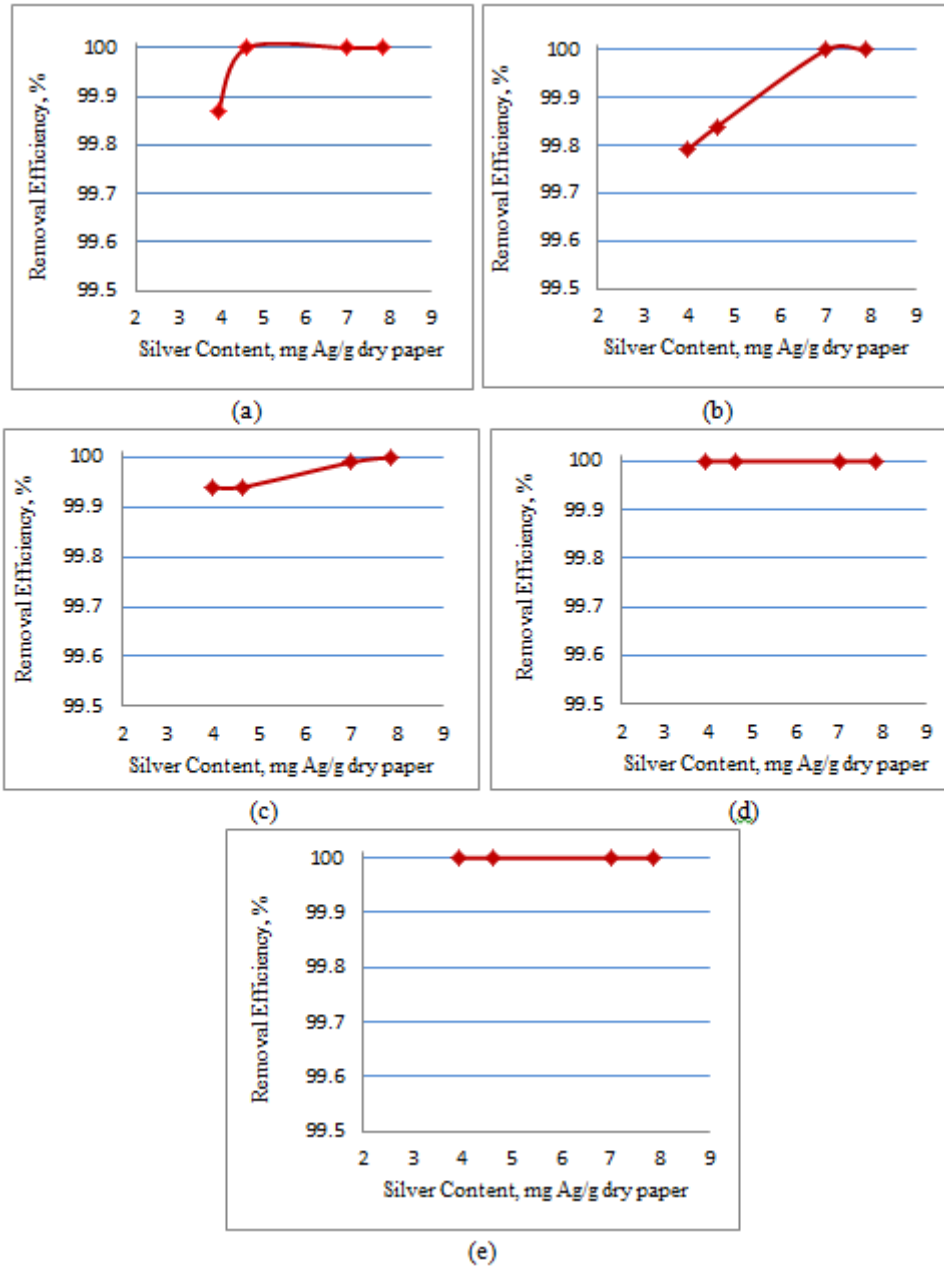 100
99.9
99.8
99.7
99.6
99.5
Removal Efficiency, %
2 3 4 5 6 7 8 9
Silver Content, mg Ag/g dry paper
(a)
100
99.9
99.8
99.7
99.6
99.5
Removal Efficiency, %
2 3 4 5 6 7 8 9
Silver Content, mg Ag/g dry paper
(b)
100
99.9
99.8
99.7
99.6
99.5
Removal Efficiency, %
2 3 4 5 6 7 8 9
Silver Content, mg Ag/g dry paper
(c)
100
99.9
99.8
99.7
99.6
99.5
Removal Efficiency, %
2 3 4 5 6 7 8 9
Silver Content, mg Ag/g dry paper
(d)
100
99.9
99.8
99.7
99.6
99.5
Removal Efficiency, %
2 3 4 5 6 7 8 9
Silver Content, mg Ag/g dry paper
(e)